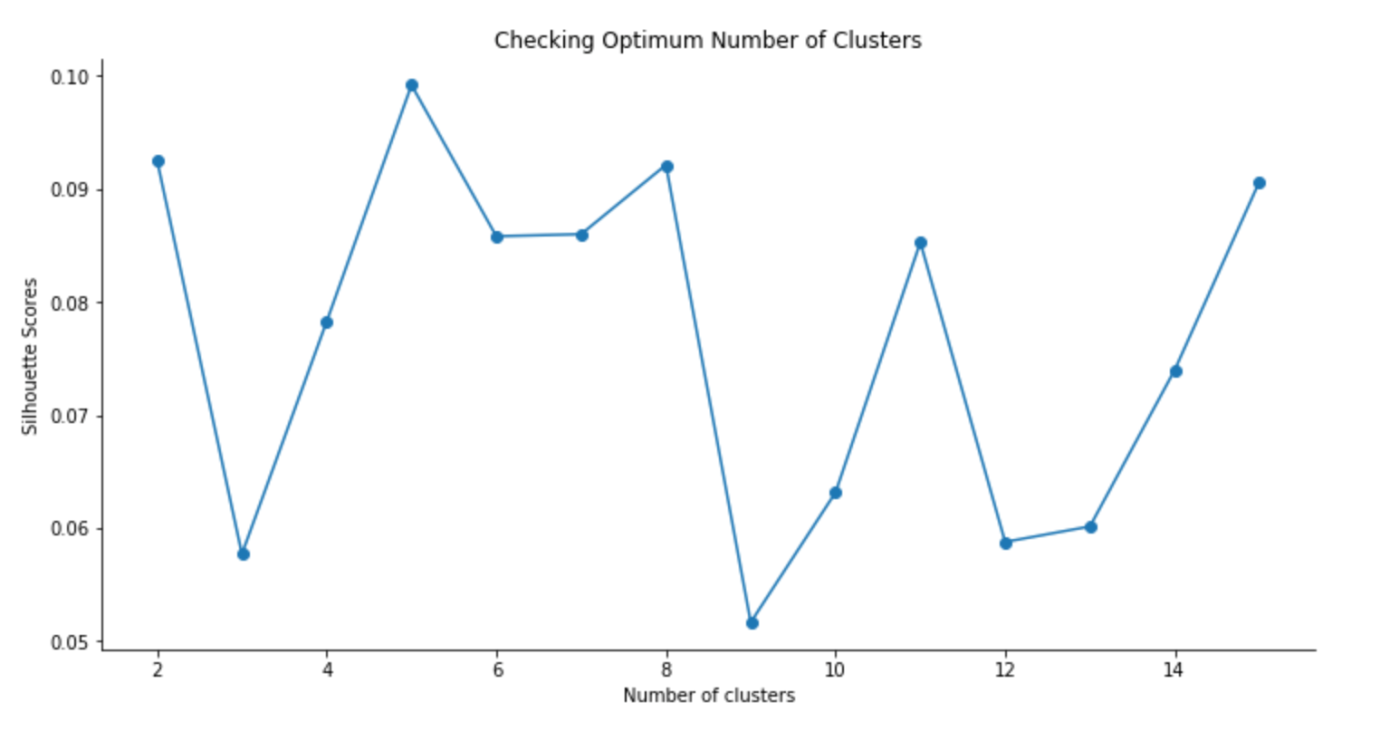 Checking Optimum Number of Clusters
0.10
0.09
0.08
0.07
0.06
0.05
Silhouette Scores
2 4 6 8 10 12 14
Number of clusters